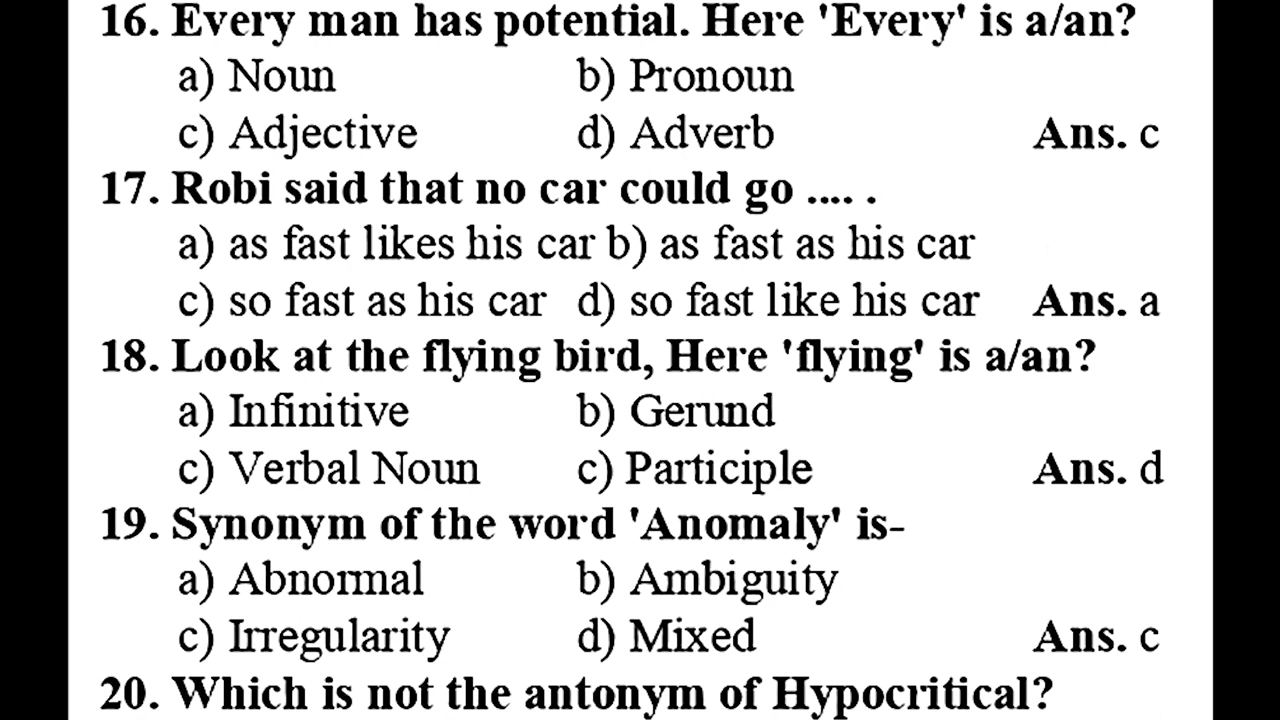 16. Every man has potential. Here 'Every' is a/an?
a) Noun b) Pronoun
c) Adjective d) Adverb Ans. c
17. Robi said that no car could go .... .
a) as fast likes his car b) as fast as his car
c) so fast as his car d) so fast like his car Ans. a
18. Look at the flying bird, Here 'flying' is a/an?
a) Infinitive b) Gerund
c) Verbal Noun c) Participle Ans. d
19. Synonym of the word 'Anomaly' is-
a) Abnormal b) Ambiguity
c) Irregularity d) Mixed Ans. c
20. Which is not the antonym of Hypocritical?